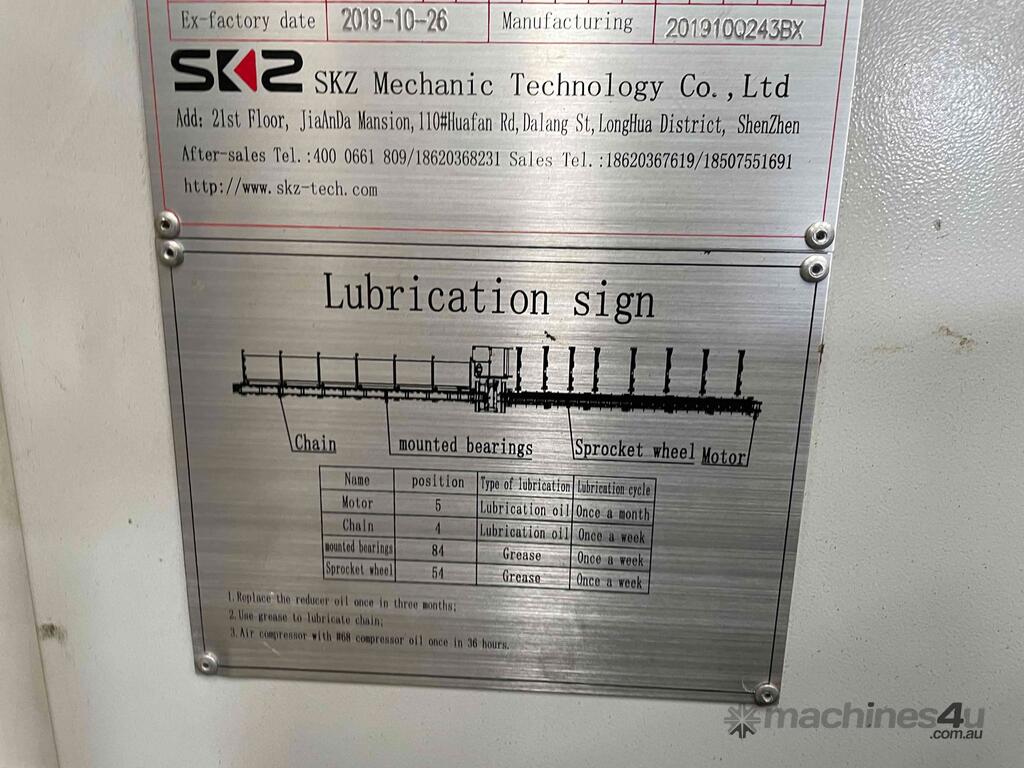 Ex-factory date 2019-10-26 Manufacturing 201910Q243BX
SKZ SKZ Mechanic Technology Co.,Ltd
Add: 21st Floor, JiaAnDa Mansion,110#Huafan Rd,Dalang St,LongHua District, ShenZhen
After-sales Tel.:400 0661 809/18620368231 Sales Tel.:18620367619/18507551691
http://www.skz-tech.com
Lubrication sign
Chain mounted bearings Sprocket wheel Motor
Name position Type of lubrication Lubrication cycle
Motor 5 Lubrication oil Once a month
Chain 4 Lubrication oil Once a week
mounted bearings 84 Grease Once a week
Sprocket wheel 54 Grease Once a week
1.Replace the reducer oil once in three months;
2.Use grease to lubricate chain;
3.Air compressor with #68 compressor oil once in 36 hours.
machines4u
.com.au